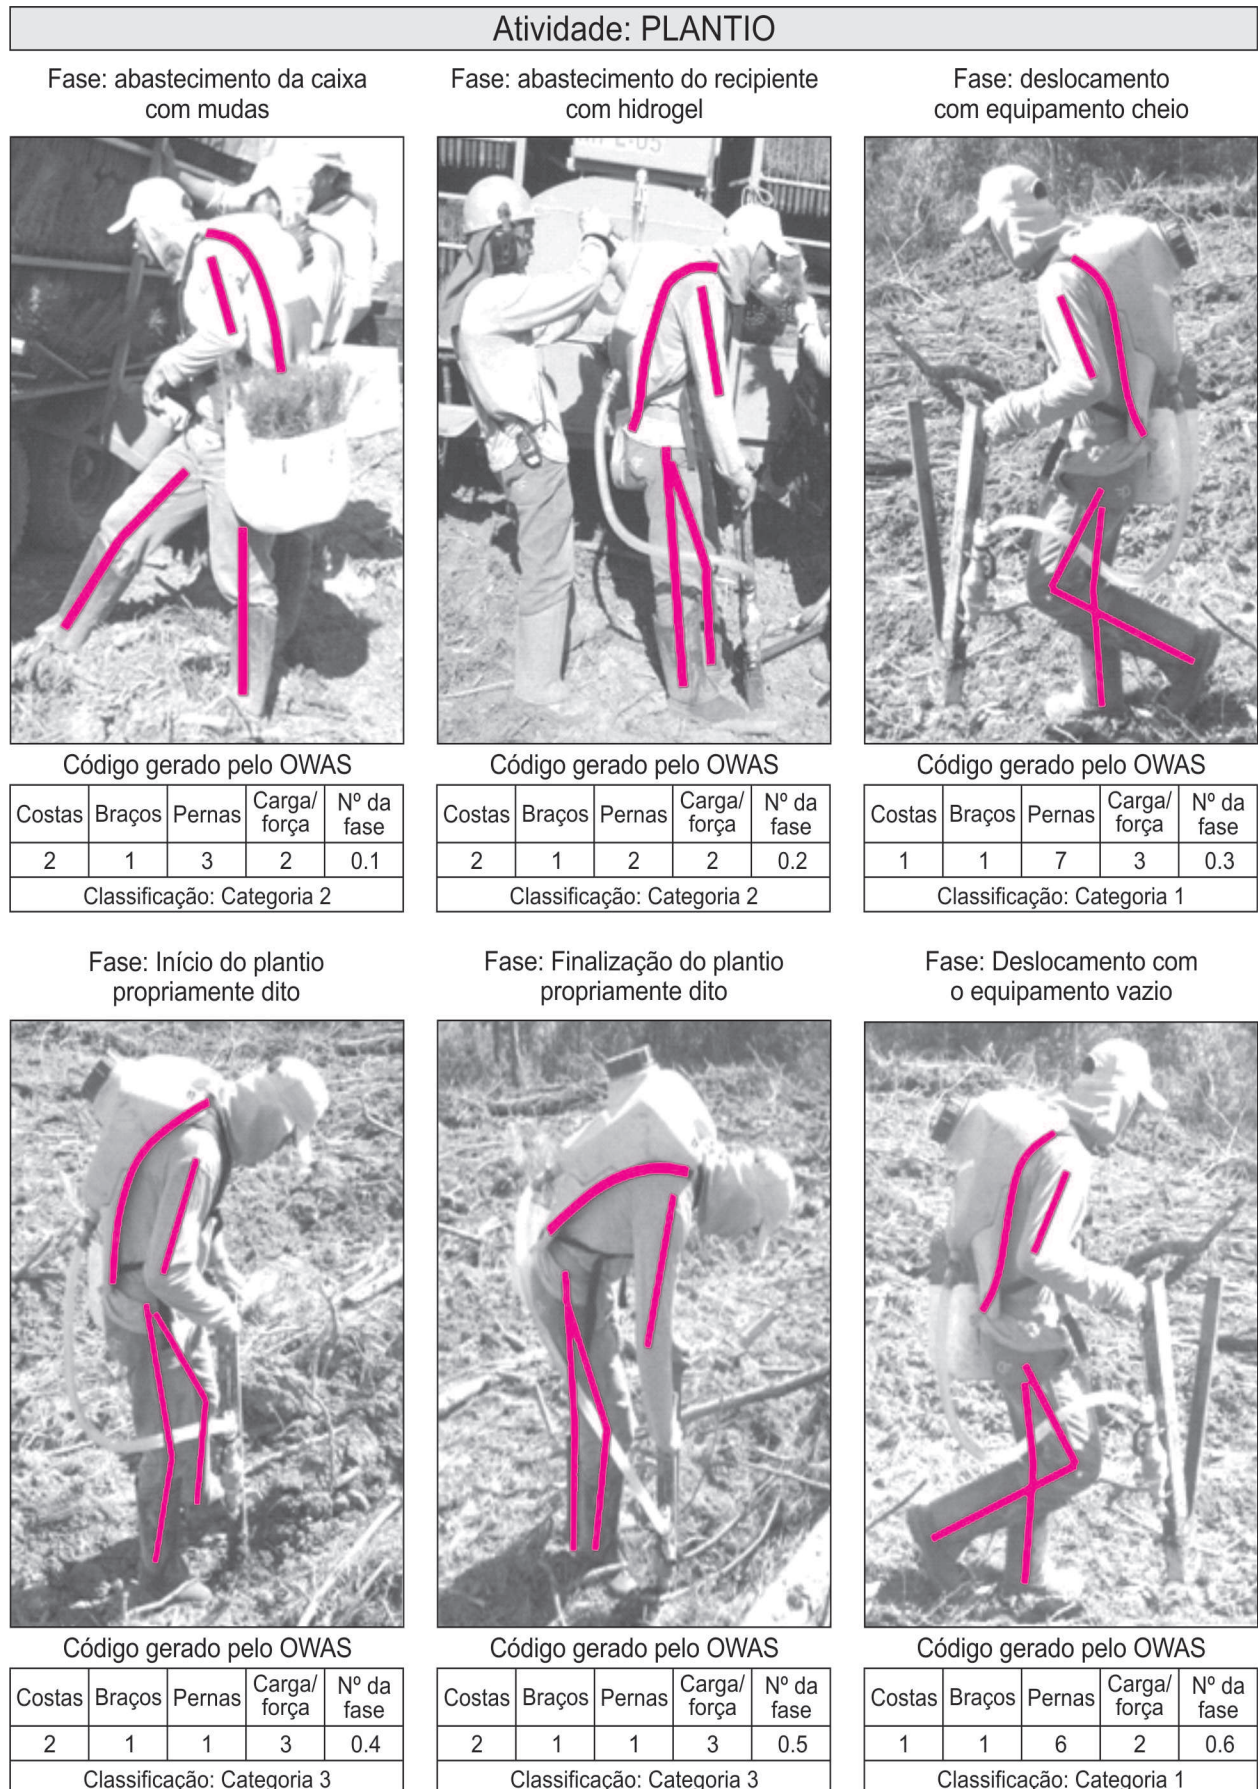 Atividade: PLANTIO
Fase: abastecimento da caixa
com mudas
Fase: abastecimento do recipiente
com hidrogel
Fase: deslocamento
com equipamento cheio
Código gerado pelo OWAS
Costas Braços Pernas Carga/força Nº da fase
2 1 3 2 0.1
Classificação: Categoria 2
Código gerado pelo OWAS
Costas Braços Pernas Carga/força Nº da fase
2 1 2 2 0.2
Classificação: Categoria 2
Código gerado pelo OWAS
Costas Braços Pernas Carga/força Nº da fase
1 1 7 3 0.3
Classificação: Categoria 1
Fase: Início do plantio
propriamente dito
Fase: Finalização do plantio
propriamente dito
Fase: Deslocamento com
o equipamento vazio
Código gerado pelo OWAS
Costas Braços Pernas Carga/força Nº da fase
2 1 1 3 0.4
Classificação: Categoria 3
Código gerado pelo OWAS
Costas Braços Pernas Carga/força Nº da fase
2 1 1 3 0.5
Classificação: Categoria 3
Código gerado pelo OWAS
Costas Braços Pernas Carga/força Nº da fase
1 1 6 2 0.6
Classificação: Categoria 1